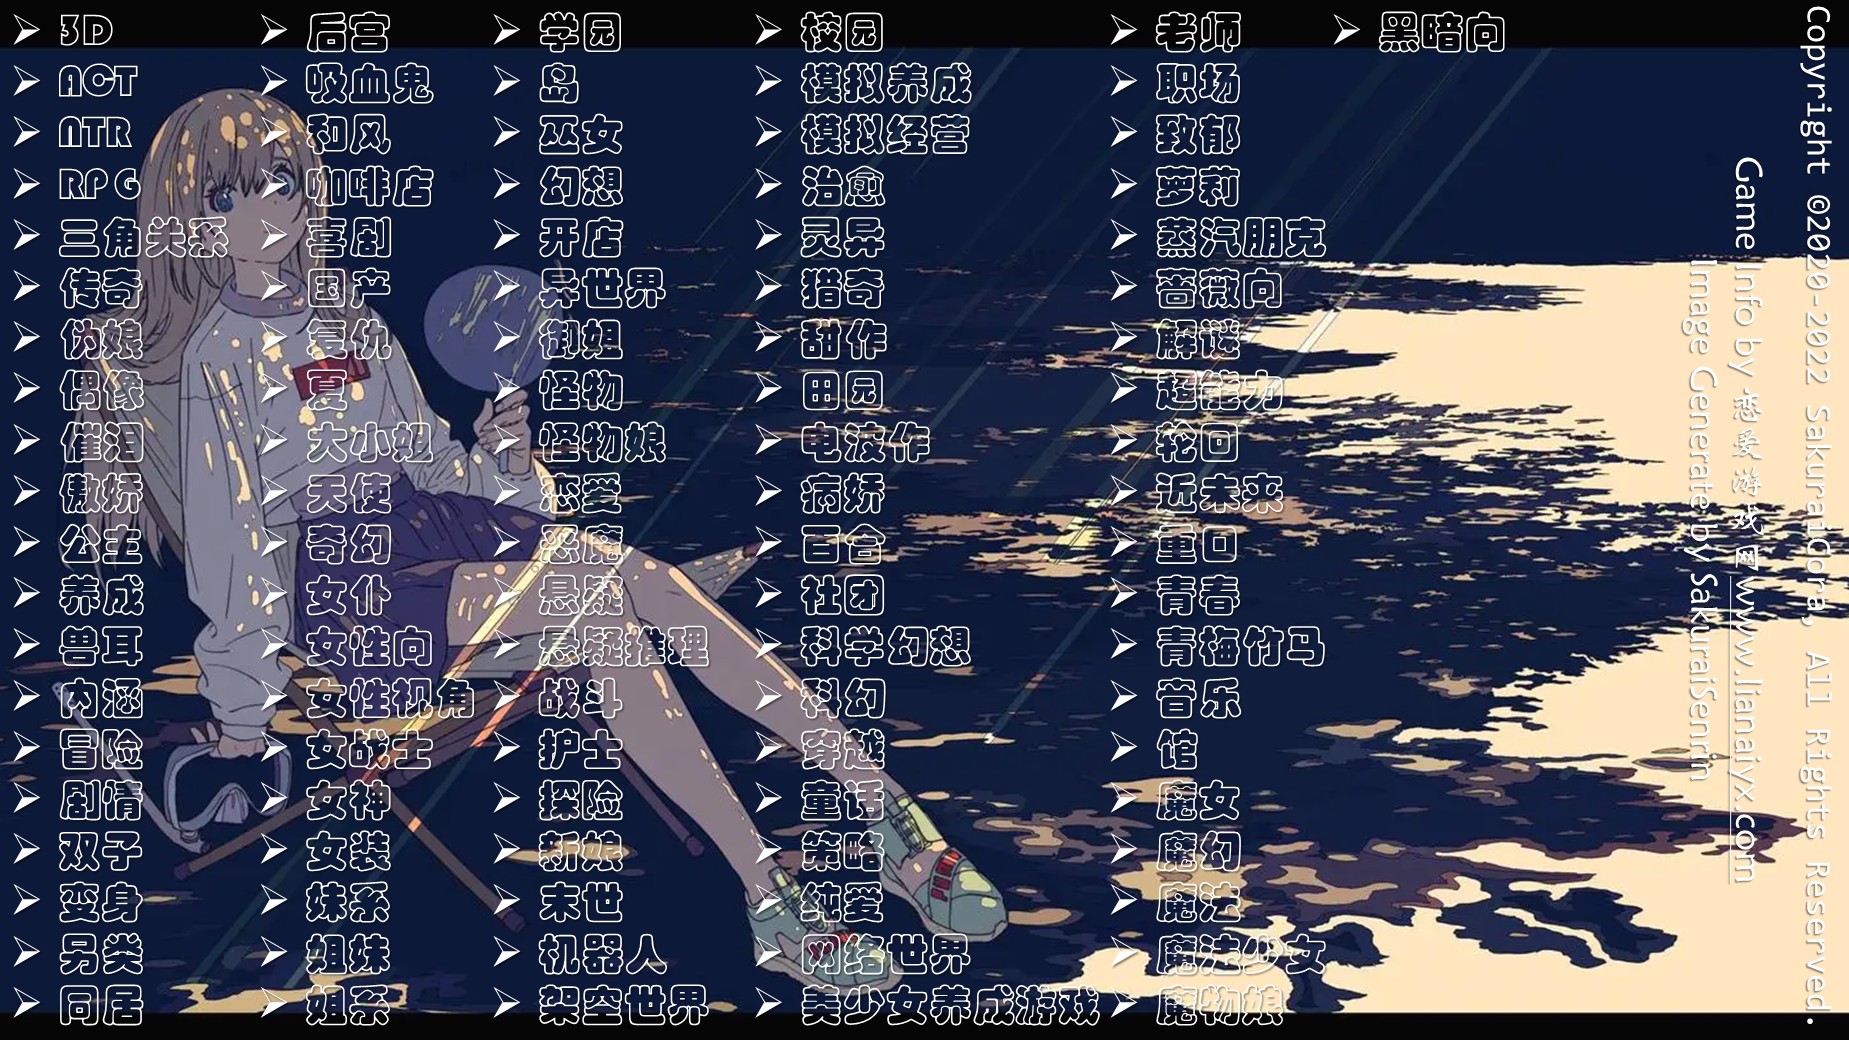 3D
ACT
NTR
RPG
三角关系
传奇
伪娘
偶像
催泪
傲娇
公主
养成
兽耳
内涵
冒险
剧情
双子
变身
另类
同居
后宫
吸血鬼
和风
咖啡店
喜剧
国产
复仇
夏
大小姐
天使
奇幻
女仆
女性向
女性视角
女战士
女神
女装
妹系
姐妹
姐系
学园
岛
巫女
幻想
开店
异世界
御姐
怪物
怪物娘
恋爱
恶魔
悬疑
悬疑推理
战斗
护士
探险
新娘
末世
机器人
架空世界
校园
模拟养成
模拟经营
治愈
灵异
猎奇
甜作
田园
电波作
病娇
百合
社团
科学幻想
科幻
穿越
童话
策略
纯爱
网络世界
美少女养成游戏
老师
职场
致郁
萝莉
蒸汽朋克
蔷薇向
解谜
超能力
轮回
近未来
重口
青春
青梅竹马
音乐
馆
魔女
魔幻
魔法
魔法少女
魔物娘
黑暗向
Copyright ©2020-2022 SakuraiCora, All Rights Reserved.
Game Info by 恋爱游戏网www.lianaiyx.com
Image Generate by SakuraiSenrin